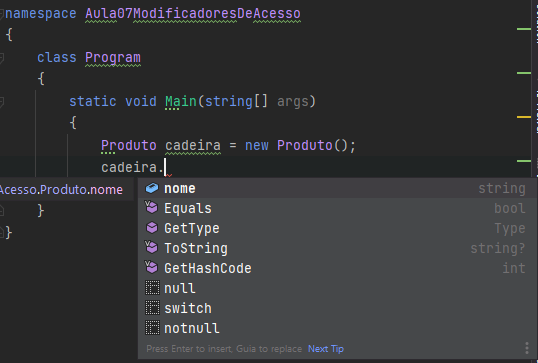 namespace Aula07ModificadoresDeAcesso
{
class Program
{
static void Main(string[] args)
{
Produto cadeira = new Produto();
cadeira.
Acesso.Produto.nome
nome string
Equals bool
GetType Type
ToString string?
GetHashCode int
null
switch
notnull
Press Enter to insert, Guia to replace Next Tip
}
}